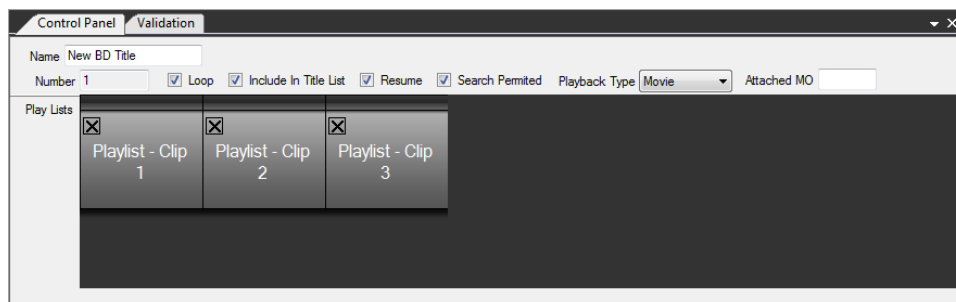 Control Panel Validation
Name New BD Title
Number 1 Loop Include In Title List Resume Search Permited Playback Type Movie Attached MO
Play Lists
Playlist - Clip 1
Playlist - Clip 2
Playlist - Clip 3